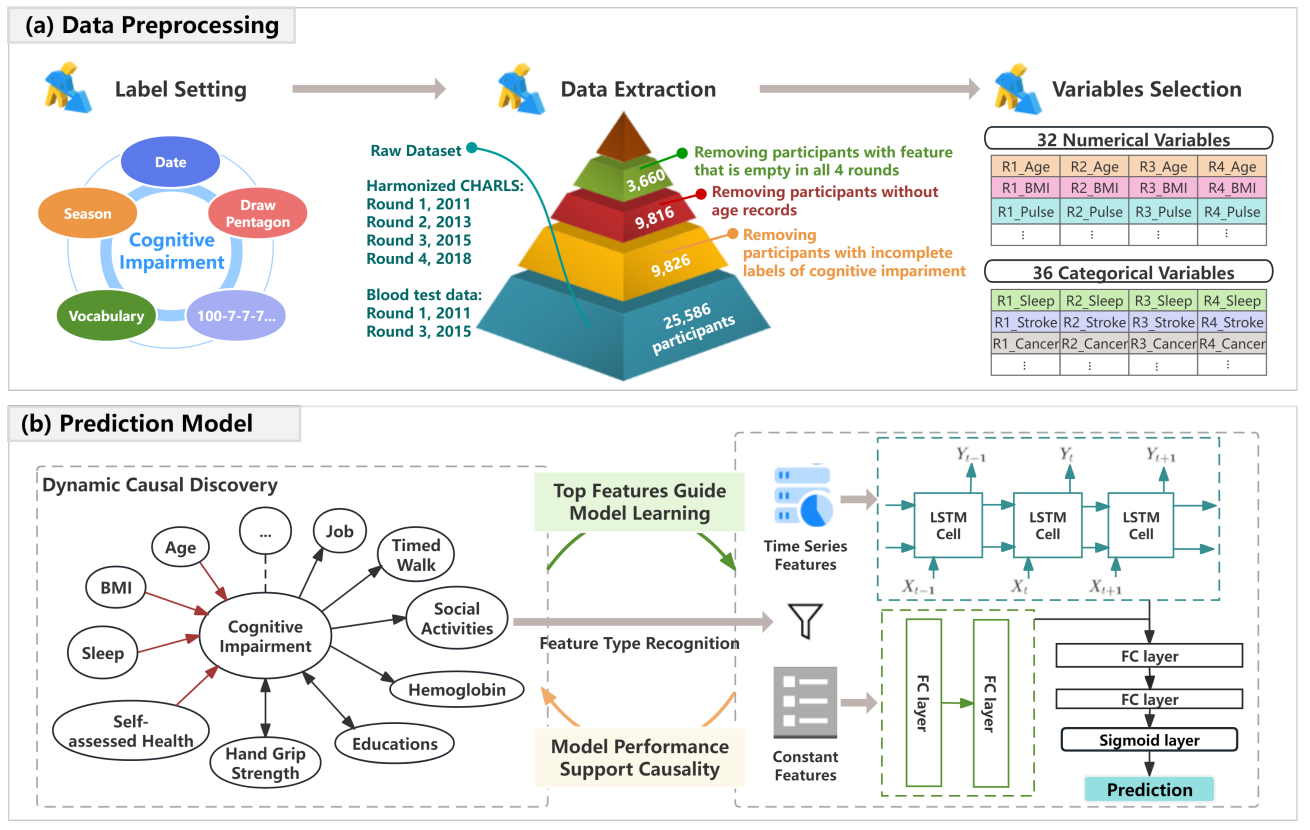 (a) Data Preprocessing
Label Setting
Data Extraction
Variables Selection
Date
Season
Draw
Pentagon
Cognitive
Impairment
Vocabulary
100-7-7-7...
Raw Dataset
Harmonized CHARLS:
Round 1, 2011
Round 2, 2013
Round 3, 2015
Round 4, 2018
Blood test data:
Round 1, 2011
Round 3, 2015
3,660
9,816
9,826
25,586
participants
Removing participants with feature
that is empty in all 4 rounds
Removing participants without
age records
Removing
participants with incomplete
labels of cognitive impariment
32 Numerical Variables
R1_Age R2_Age R3_Age R4_Age
R1_BMI R2_BMI R3_BMI R4_BMI
R1_Pulse R2_Pulse R3_Pulse R4_Pulse
⋮ ⋮ ⋮ ⋮
36 Categorical Variables
R1_Sleep R2_Sleep R3_Sleep R4_Sleep
R1_Stroke R2_Stroke R3_Stroke R4_Stroke
R1_Cancer R2_Cancer R3_Cancer R4_Cancer
⋮ ⋮ ⋮ ⋮
(b) Prediction Model
Dynamic Causal Discovery
...
Job
Age
Timed
Walk
BMI
Social
Activities
Cognitive
Impairment
Sleep
Hemoglobin
Self-
assessed Health
Hand Grip
Strength
Educations
Top Features Guide
Model Learning
Feature Type Recognition
Model Performance
Support Causality
Time Series
Features
Constant
Features
Y_{t-1} Y_t Y_{t+1}
LSTM
Cell
LSTM
Cell
LSTM
Cell
X_{t-1} X_t X_{t+1}
FC layer
FC layer
FC layer
FC layer
Sigmoid layer
Prediction